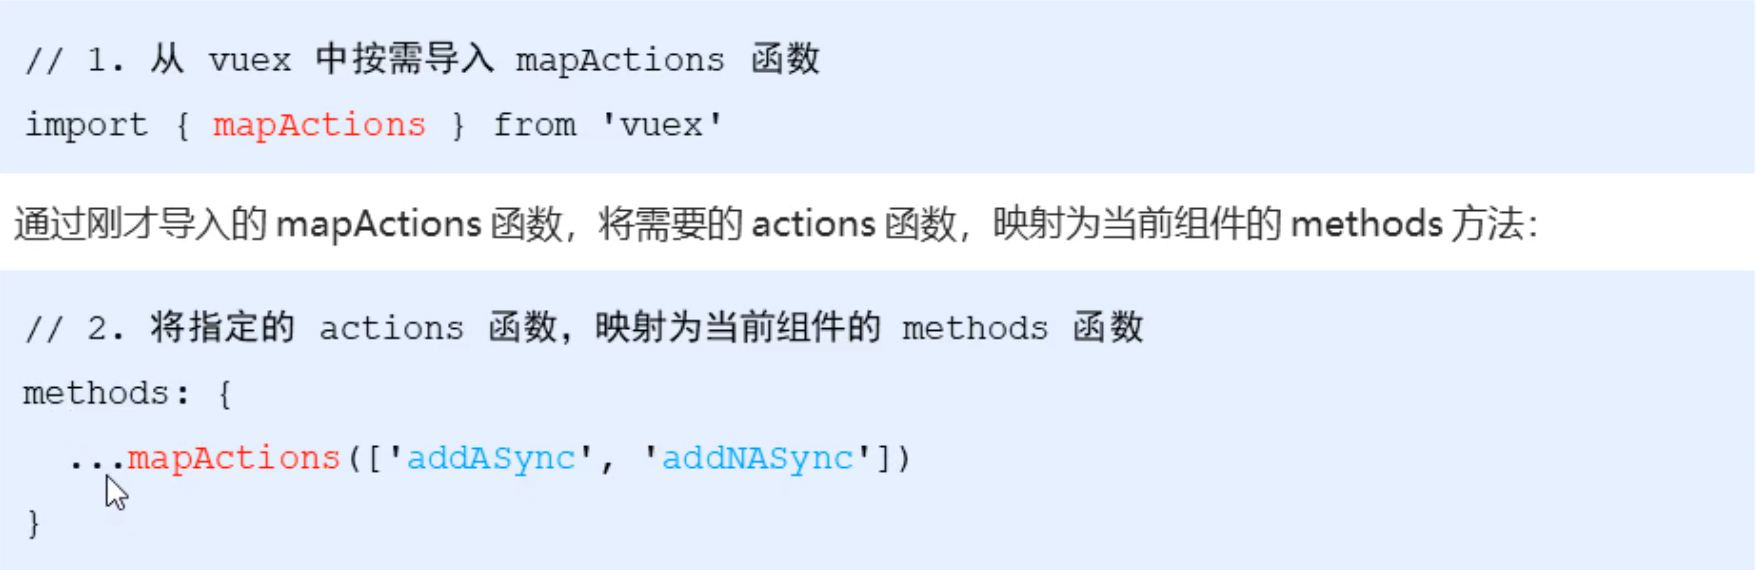 // 1. 从 vuex 中按需导入 mapActions 函数
import { mapActions } from 'vuex'
通过刚才导入的 mapActions 函数，将需要的 actions 函数，映射为当前组件的 methods 方法：
// 2. 将指定的 actions 函数，映射为当前组件的 methods 函数
methods: {
  ...mapActions(['addASync', 'addNASync'])
}